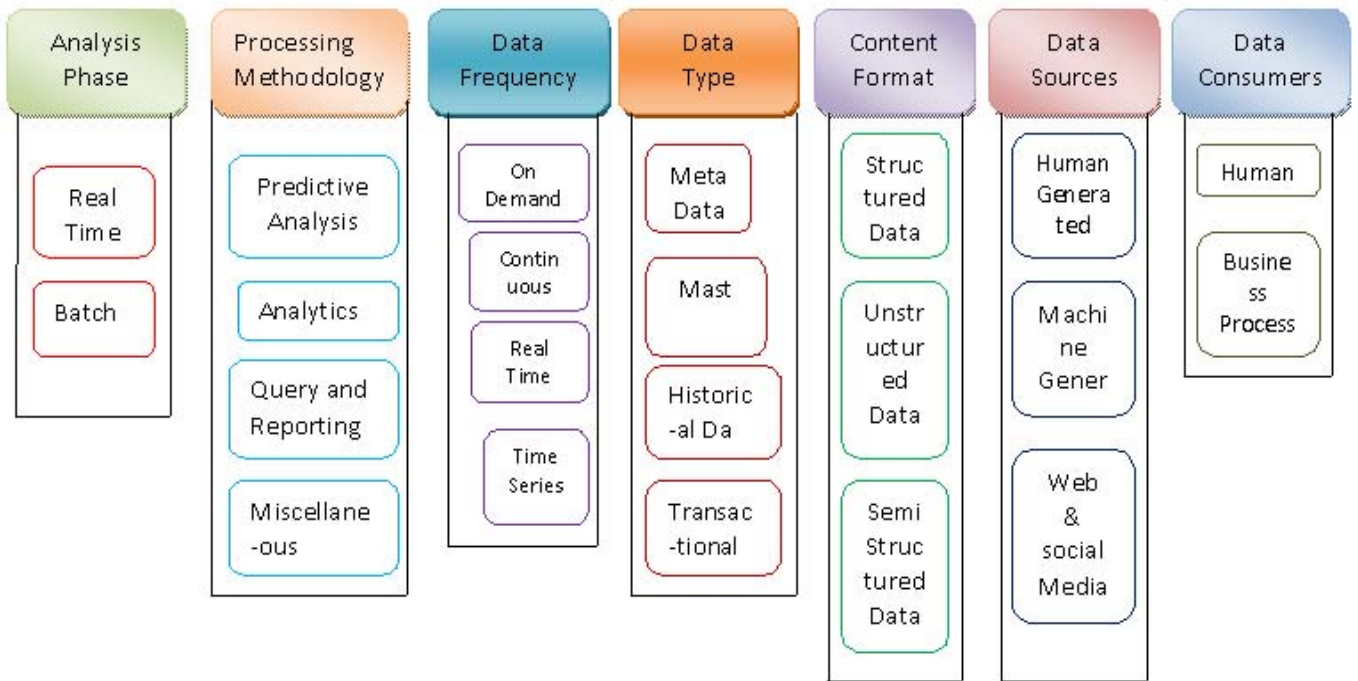 Analysis
Phase
Real
Time
Batch
Processing
Methodology
Predictive
Analysis
Analytics
Query and
Reporting
Miscellane
-ous
Data
Frequency
On
Demand
Contin
uous
Real
Time
Time
Series
Data
Type
Meta
Data
Mast
Historic
-al Da
Transac
-tional
Content
Format
Struc
tured
Data
Unstr
uctur
ed
Data
Semi
Struc
tured
Data
Data
Sources
Human
Genera
ted
Machi
ne
Gener
Web
&
social
Media
Data
Consumers
Human
Busine
ss
Process